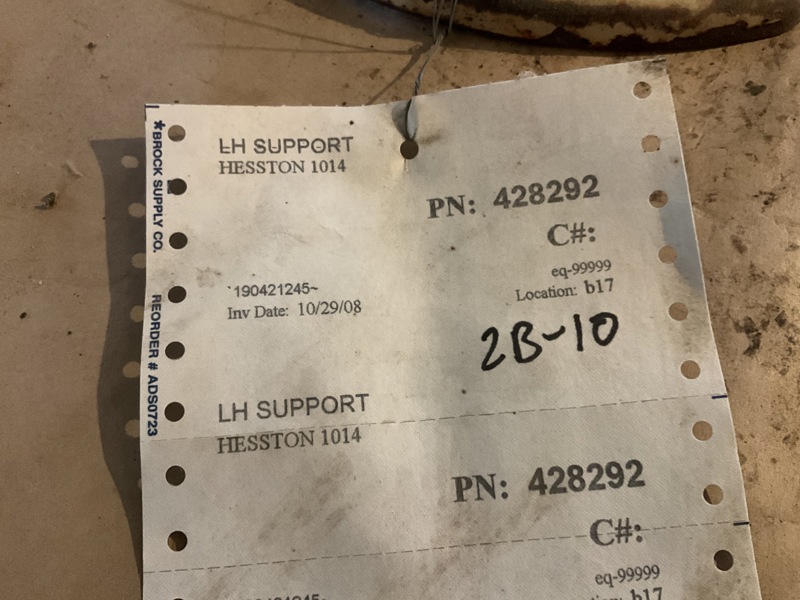 *BROCK SUPPLY CO. REORDER # ADS0723
LH SUPPORT
HESSTON 1014
PN: 428292
C#:
eq-99999
Location: b17
`190421245~
Inv Date: 10/29/08
2B-10
LH SUPPORT
HESSTON 1014
PN: 428292
C#:
eq-99999
b17